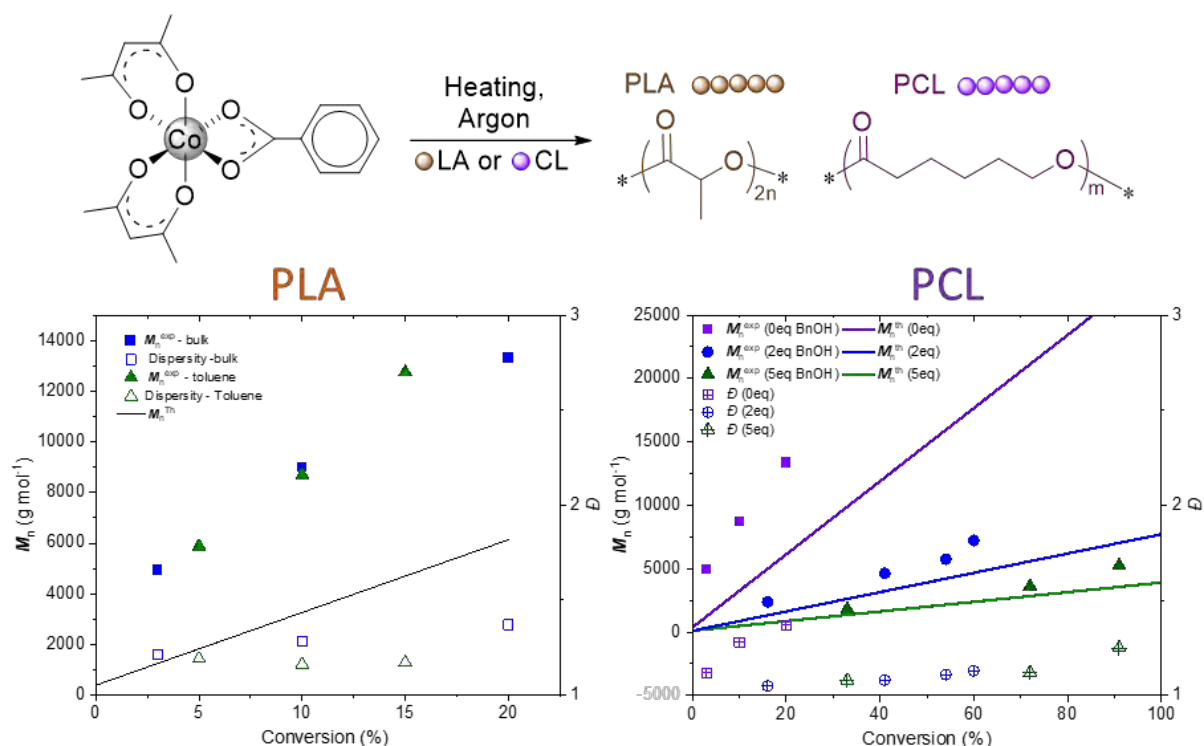 O
O
O
O
O
O
Co
Heating,
Argon
LA or CL
PLA
O
O
*
*
2n
PCL
O
O
*
*
m
PLA
14000
12000
10000
8000
6000
4000
2000
0
Mₙ (g mol⁻¹)
Mₙᵉˣᵖ - bulk
Dispersity -bulk
Mₙᵉˣᵖ - toluene
Dispersity - Toluene
Mₙᵀʰ
0
5
10
15
20
Conversion (%)
3
2
1
Đ
PCL
25000
25000
20000
15000
10000
5000
0
-5000
Mₙ (g mol⁻¹)
Mₙᵉˣᵖ (0eq BnOH)
Mₙᵉˣᵖ (2eq BnOH)
Mₙᵉˣᵖ (5eq BnOH)
Đ (0eq)
Đ (2eq)
Đ (5eq)
Mₙᵗʰ (0eq)
Mₙᵗʰ (2eq)
Mₙᵗʰ (5eq)
0
20
40
60
80
100
Conversion (%)
3
2
1
Đ